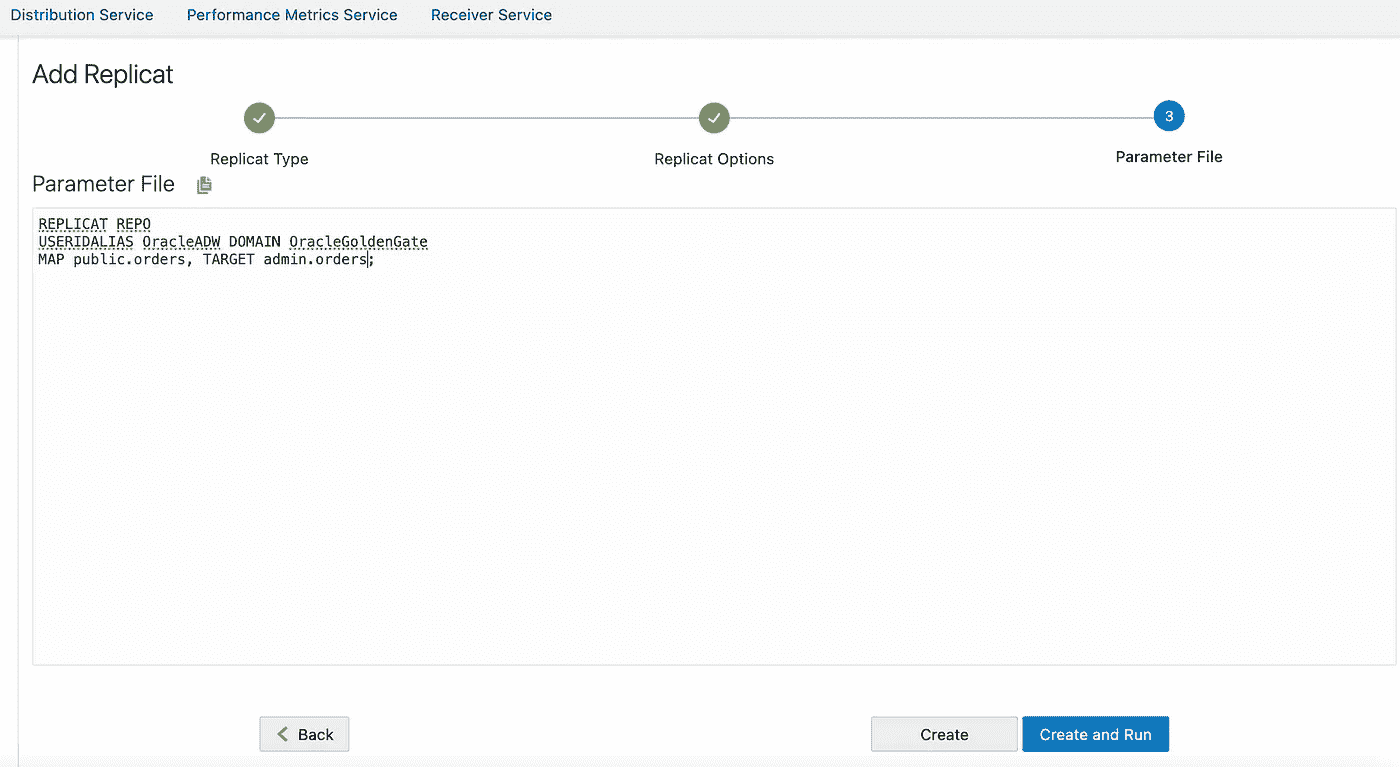 Distribution Service Performance Metrics Service Receiver Service
Add Replicat
3
Replicat Type Replicat Options Parameter File
Parameter File
REPLICAT REPO
USERIDALIAS OracleADW DOMAIN OracleGoldenGate
MAP public.orders, TARGET admin.orders;
Back Create Create and Run